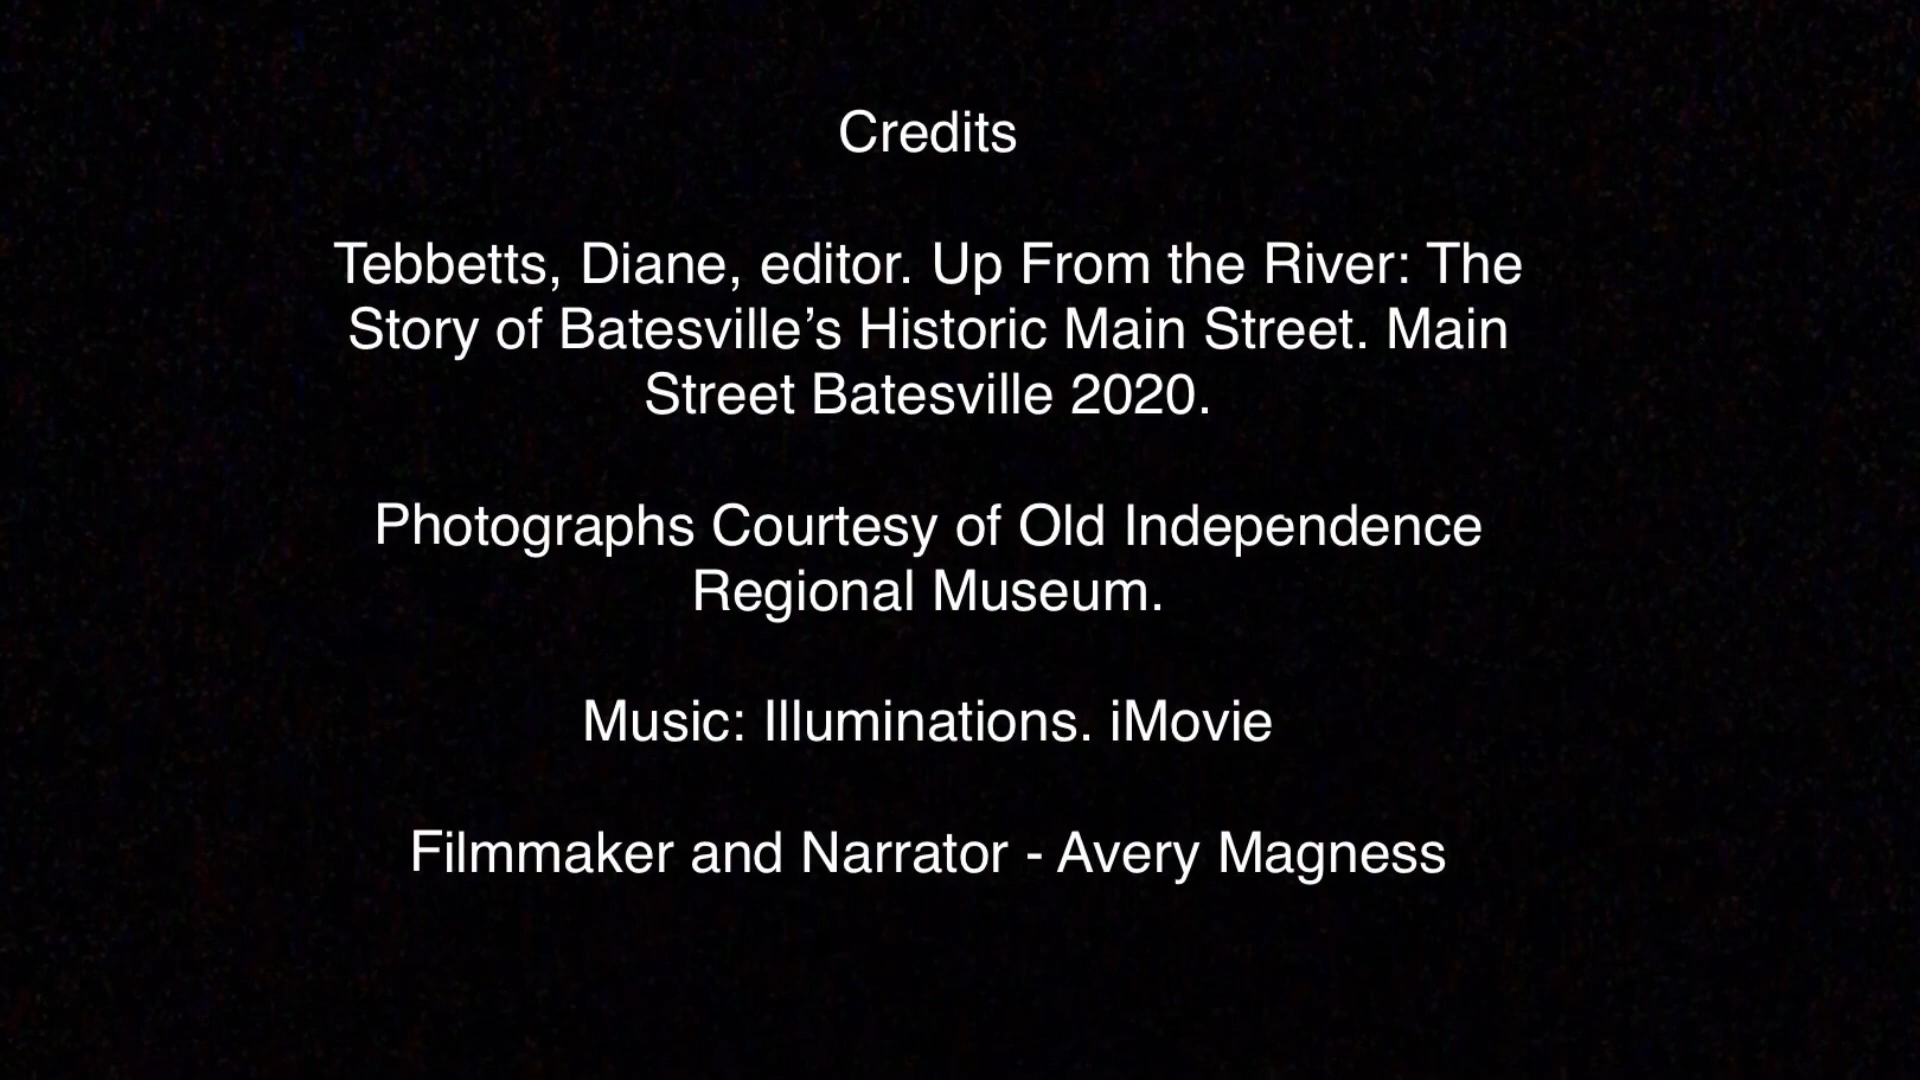 Credits
Tebbetts, Diane, editor. Up From the River: The
Story of Batesville’s Historic Main Street. Main
Street Batesville 2020.
Photographs Courtesy of Old Independence
Regional Museum.
Music: Illuminations. iMovie
Filmmaker and Narrator - Avery Magness